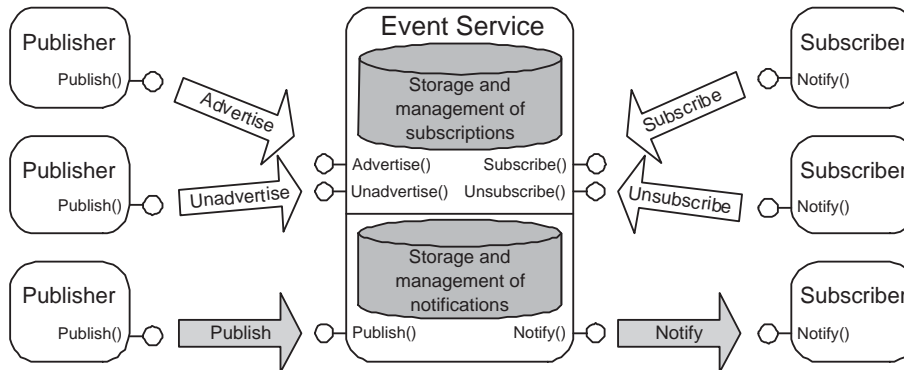 Event Service
Publisher
Publish()
Advertise
Storage and
management of
subscriptions
Subscribe
Subscriber
Notify()
Publisher
Publish()
Unadvertise
Advertise()
Subscribe()
Unadvertise()
Unsubscribe()
Unsubscribe
Subscriber
Notify()
Storage and
management of
notifications
Publisher
Publish()
Publish
Publish()
Notify()
Notify
Subscriber
Notify()